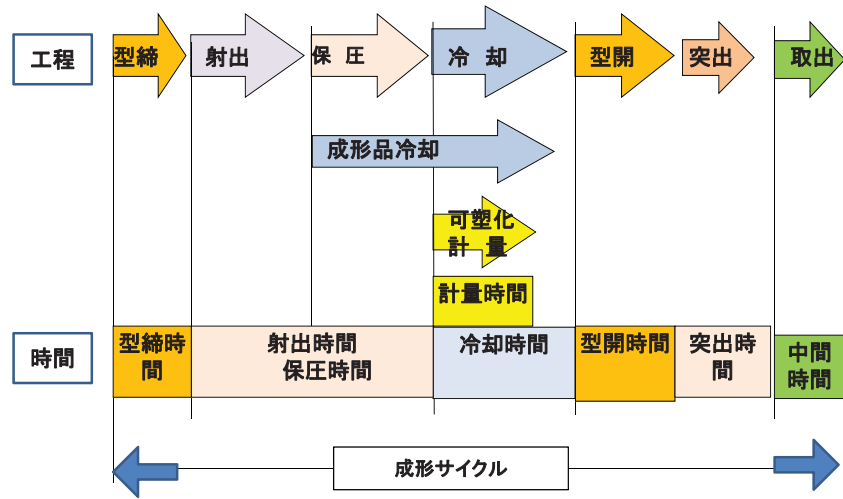 工程
型締
射出
保 圧
冷 却
型開
突出
取出
成形品冷却
可塑化
計 量
計量時間
時間
型締時
間
射出時間
保圧時間
冷却時間
型開時間
突出時
間
中間
時間
成形サイクル